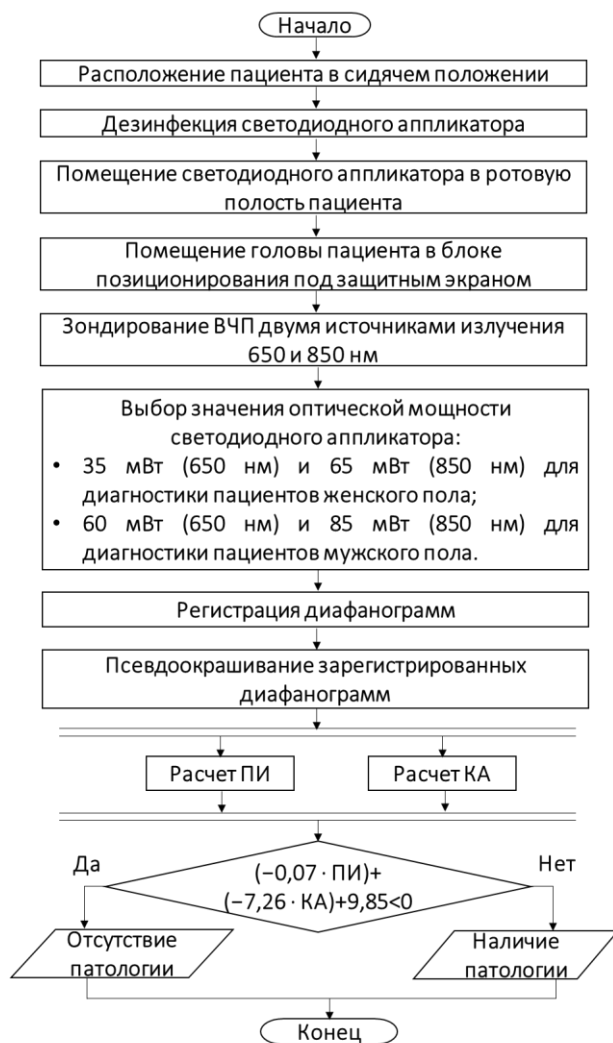 Начало
Расположение пациента в сидячем положении
Дезинфекция светодиодного аппликатора
Помещение светодиодного аппликатора в ротовую
полость пациента
Помещение головы пациента в блоке
позиционирования под защитным экраном
Зондирование ВЧП двумя источниками излучения
650 и 850 нм
Выбор значения оптической мощности
светодиодного аппликатора:
• 35 мВт (650 нм) и 65 мВт (850 нм) для
диагностики пациентов женского пола;
• 60 мВт (650 нм) и 85 мВт (850 нм) для
диагностики пациентов мужского пола.
Регистрация диафанограмм
Псевдоокрашивание зарегистрированных
диафанограмм
Расчет ПИ
Расчет КА
Да
Нет
(−0,07 · ПИ)+
(−7,26 · КА)+9,85<0
Отсутствие
патологии
Наличие
патологии
Конец